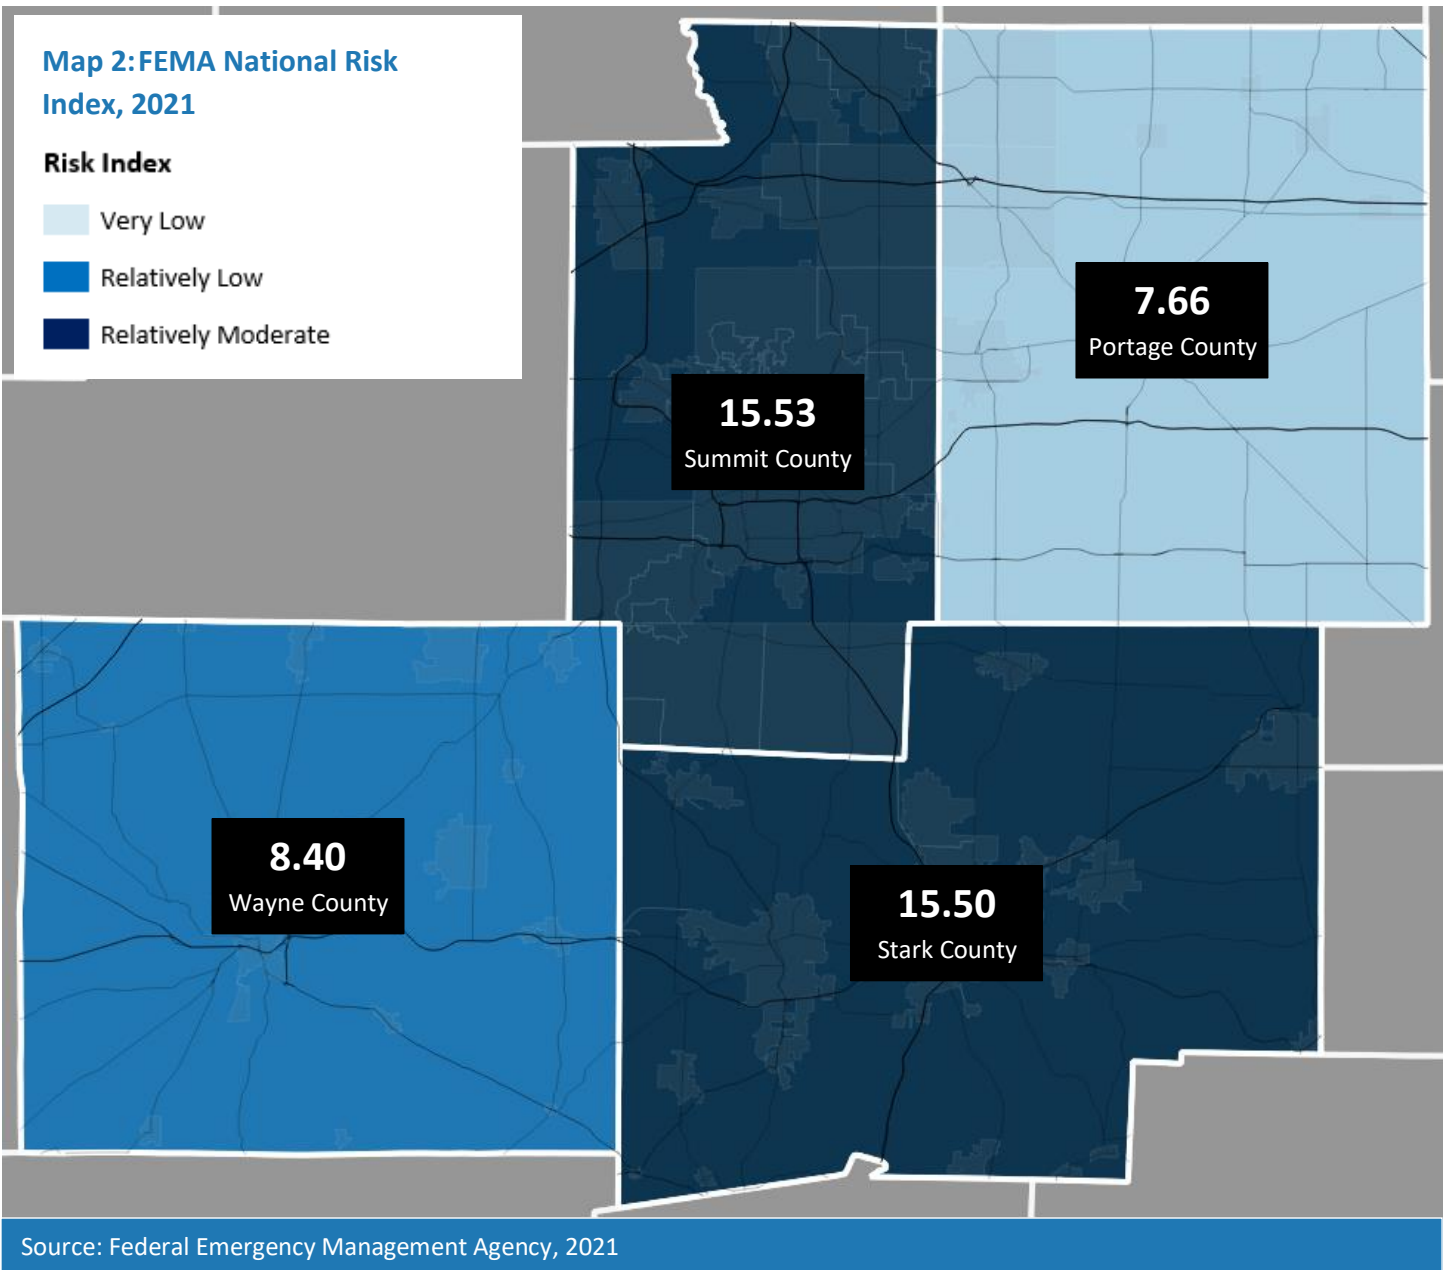 Map 2: FEMA National Risk
Index, 2021
Risk Index
Very Low
Relatively Low
Relatively Moderate
7.66
Portage County
15.53
Summit County
8.40
Wayne County
15.50
Stark County
Source: Federal Emergency Management Agency, 2021